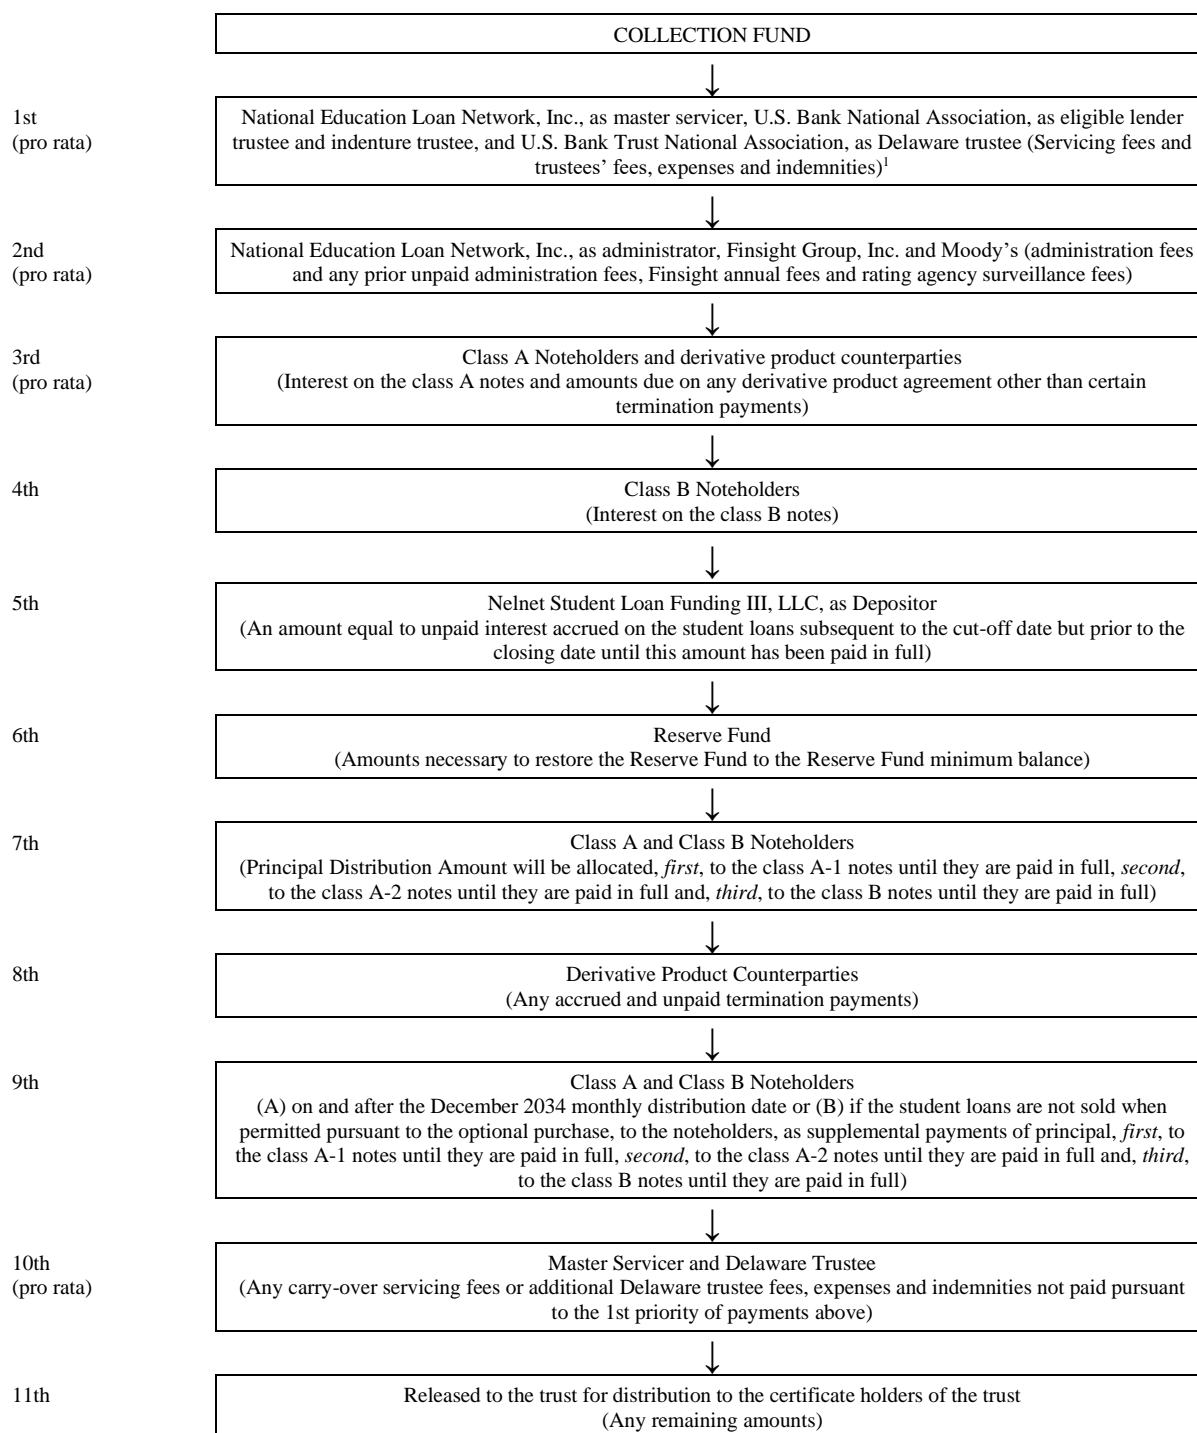 COLLECTION FUND
1st
(pro rata)
National Education Loan Network, Inc., as master servicer, U.S. Bank National Association, as eligible lender
trustee and indenture trustee, and U.S. Bank Trust National Association, as Delaware trustee (Servicing fees and
trustees’ fees, expenses and indemnities)¹
2nd
(pro rata)
National Education Loan Network, Inc., as administrator, Finsight Group, Inc. and Moody’s (administration fees
and any prior unpaid administration fees, Finsight annual fees and rating agency surveillance fees)
3rd
(pro rata)
Class A Noteholders and derivative product counterparties
(Interest on the class A notes and amounts due on any derivative product agreement other than certain
termination payments)
4th
Class B Noteholders
(Interest on the class B notes)
5th
Nelnet Student Loan Funding III, LLC, as Depositor
(An amount equal to unpaid interest accrued on the student loans subsequent to the cut-off date but prior to the
closing date until this amount has been paid in full)
6th
Reserve Fund
(Amounts necessary to restore the Reserve Fund to the Reserve Fund minimum balance)
7th
Class A and Class B Noteholders
(Principal Distribution Amount will be allocated, first, to the class A-1 notes until they are paid in full, second,
to the class A-2 notes until they are paid in full and, third, to the class B notes until they are paid in full)
8th
Derivative Product Counterparties
(Any accrued and unpaid termination payments)
9th
Class A and Class B Noteholders
(A) on and after the December 2034 monthly distribution date or (B) if the student loans are not sold when
permitted pursuant to the optional purchase, to the noteholders, as supplemental payments of principal, first, to
the class A-1 notes until they are paid in full, second, to the class A-2 notes until they are paid in full and, third,
to the class B notes until they are paid in full)
10th
(pro rata)
Master Servicer and Delaware Trustee
(Any carry-over servicing fees or additional Delaware trustee fees, expenses and indemnities not paid pursuant
to the 1st priority of payments above)
11th
Released to the trust for distribution to the certificate holders of the trust
(Any remaining amounts)